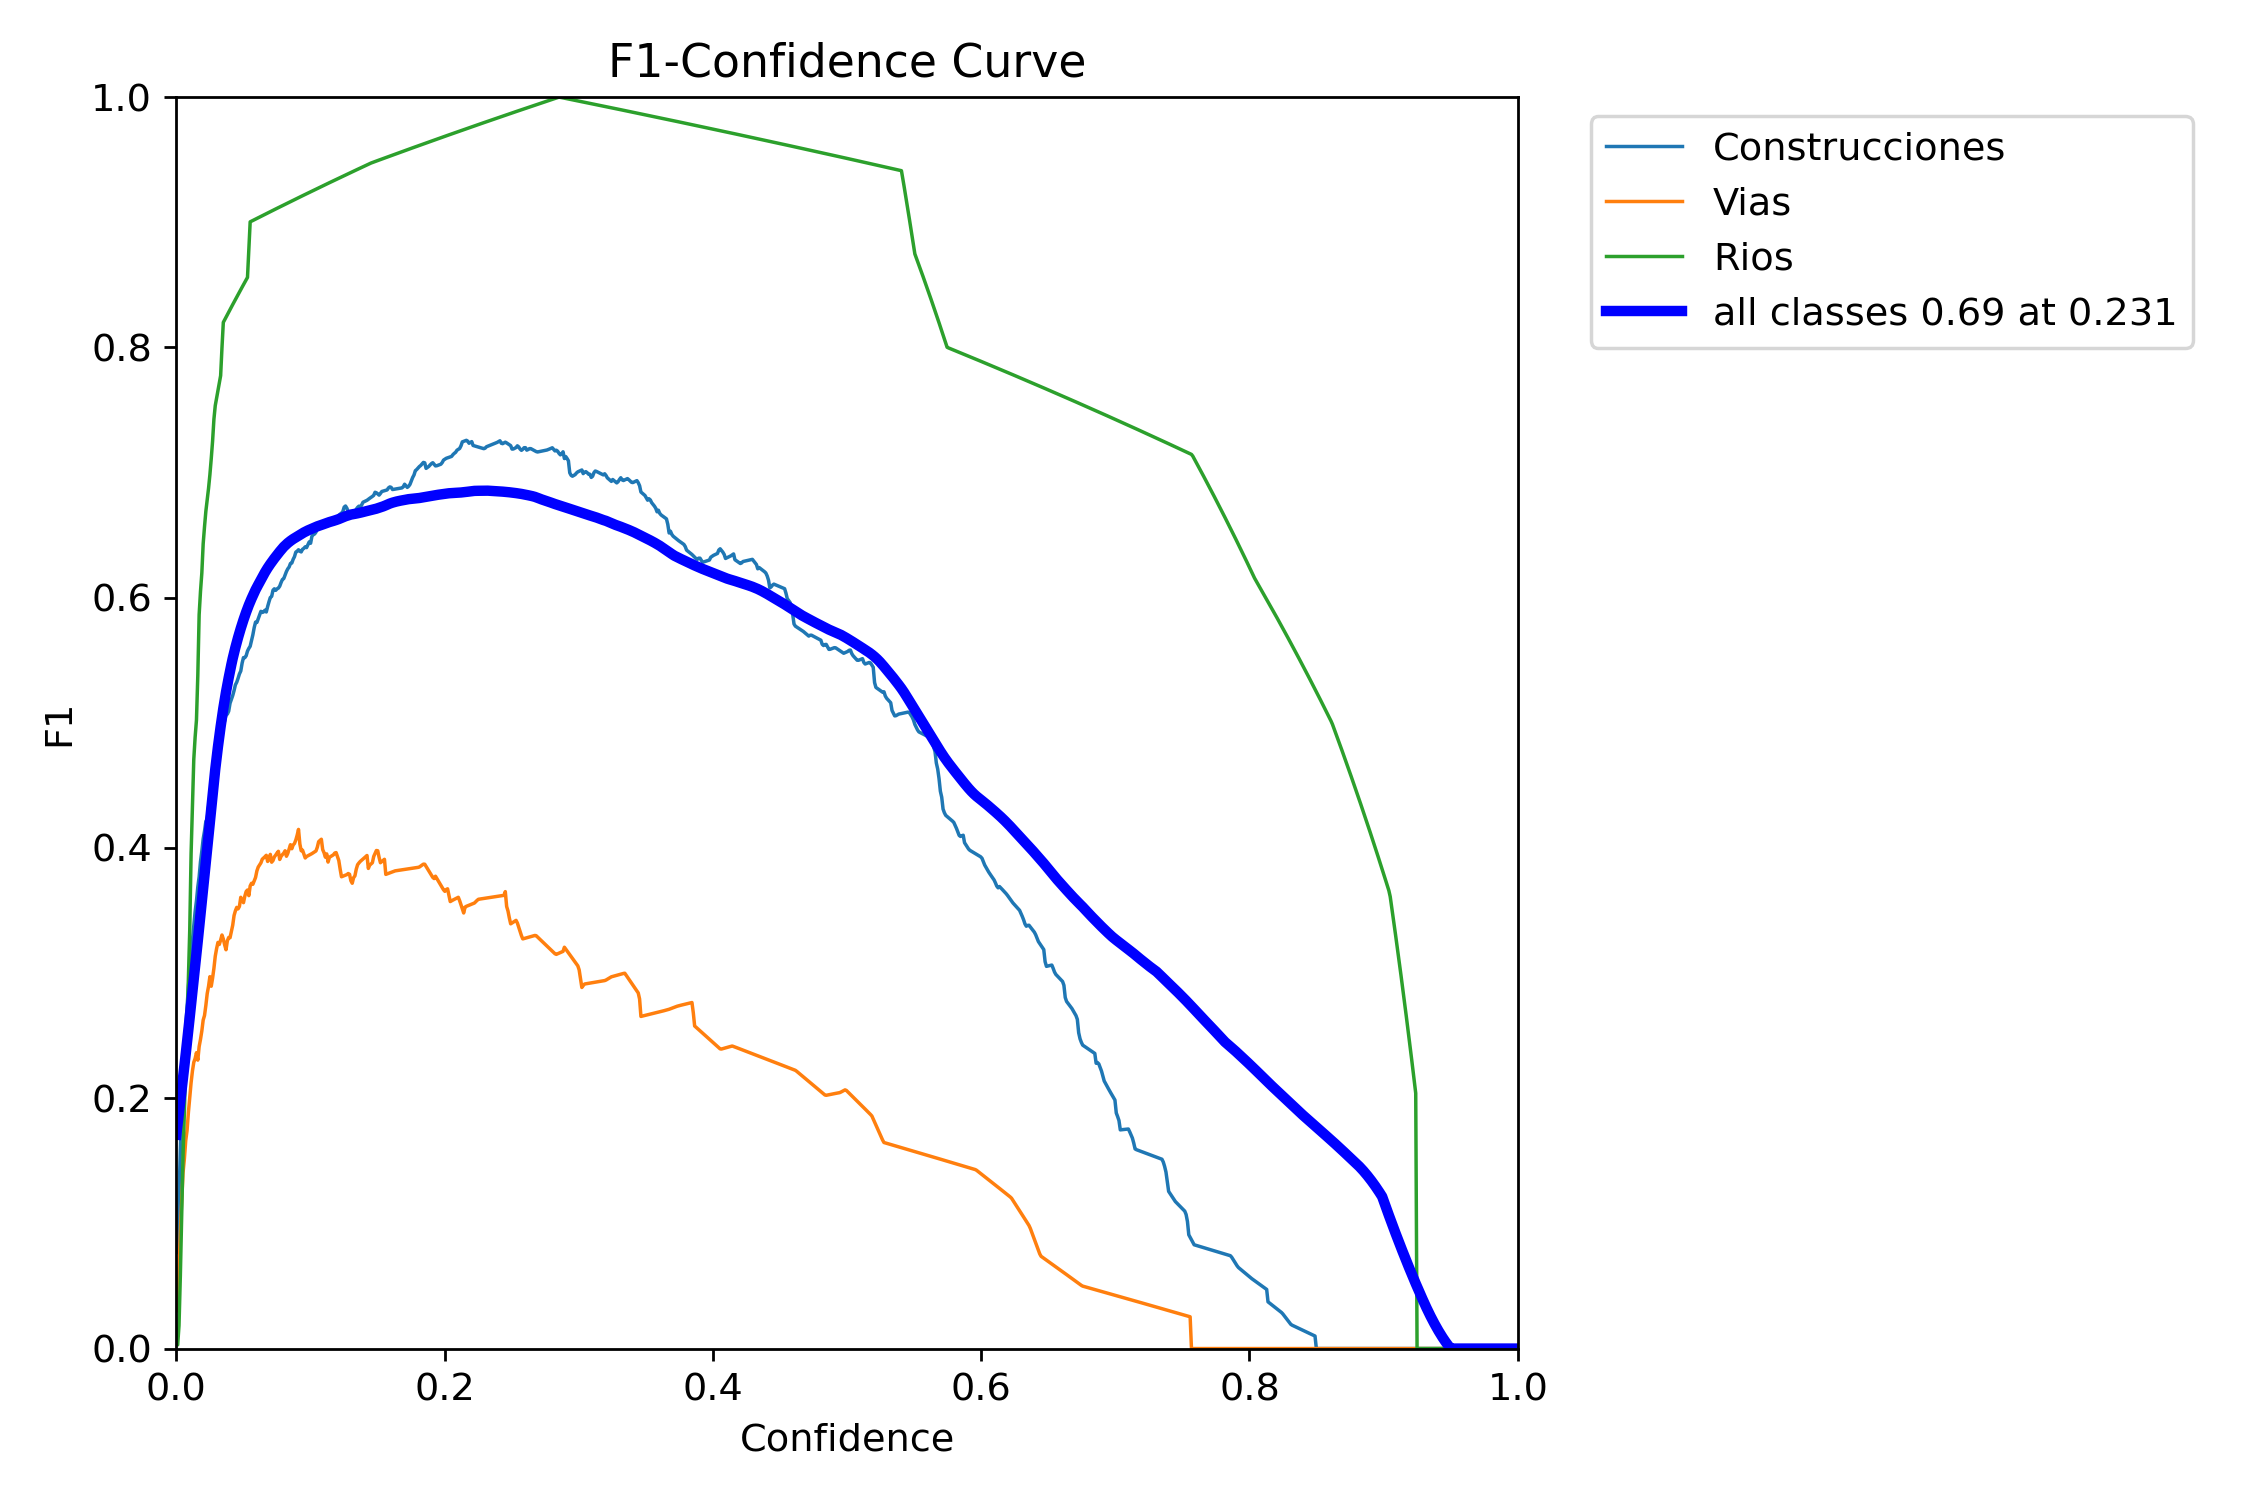 F1-Confidence Curve
1.0
0.8
0.6
0.4
0.2
0.0
F1
0.0 0.2 0.4 0.6 0.8 1.0
Confidence
Construcciones
Vias
Rios
all classes 0.69 at 0.231